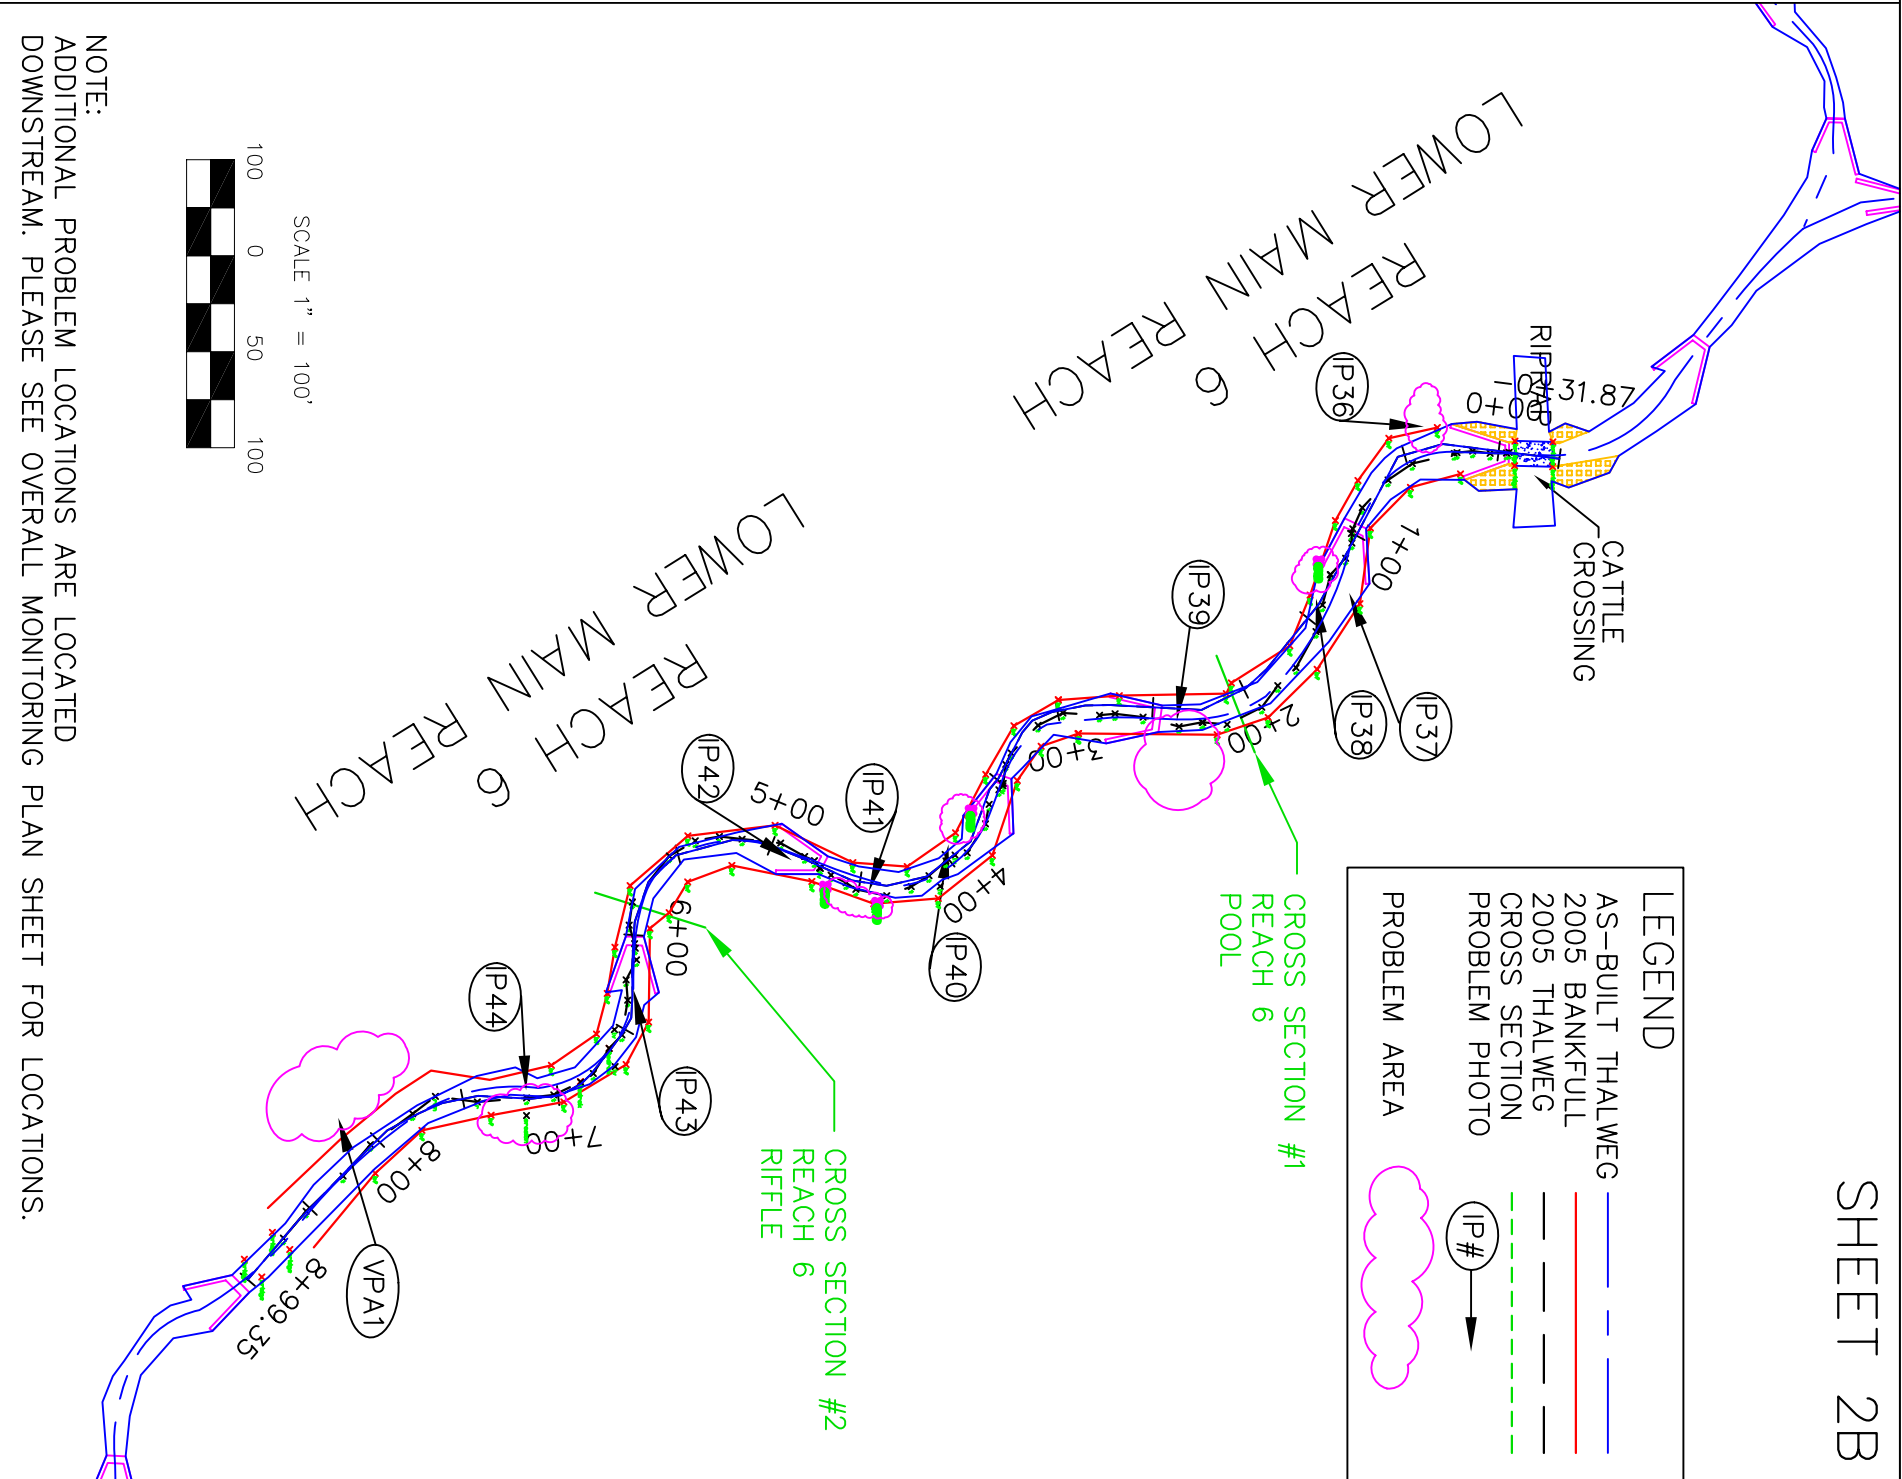 SHEET 2B
LEGEND
AS-BUILT THALWEG
2005 BANKFULL
2005 THALWEG
CROSS SECTION
PROBLEM PHOTO
IP#
PROBLEM AREA
RIPRAP
-0+31.87
0+00
CATTLE
CROSSING
LOWER MAIN REACH
REACH 6
IP36
1+00
IP37
IP38
IP39
2+00
CROSS SECTION #1
REACH 6
POOL
3+00
4+00
IP40
IP41
IP42
5+00
LOWER MAIN REACH
REACH 6
6+00
CROSS SECTION #2
REACH 6
RIFFLE
IP43
IP44
7+00
8+00
VPA1
8+99.35
SCALE 1" = 100'
100 0 50 100
NOTE:
ADDITIONAL PROBLEM LOCATIONS ARE LOCATED
DOWNSTREAM. PLEASE SEE OVERALL MONITORING PLAN SHEET FOR LOCATIONS.